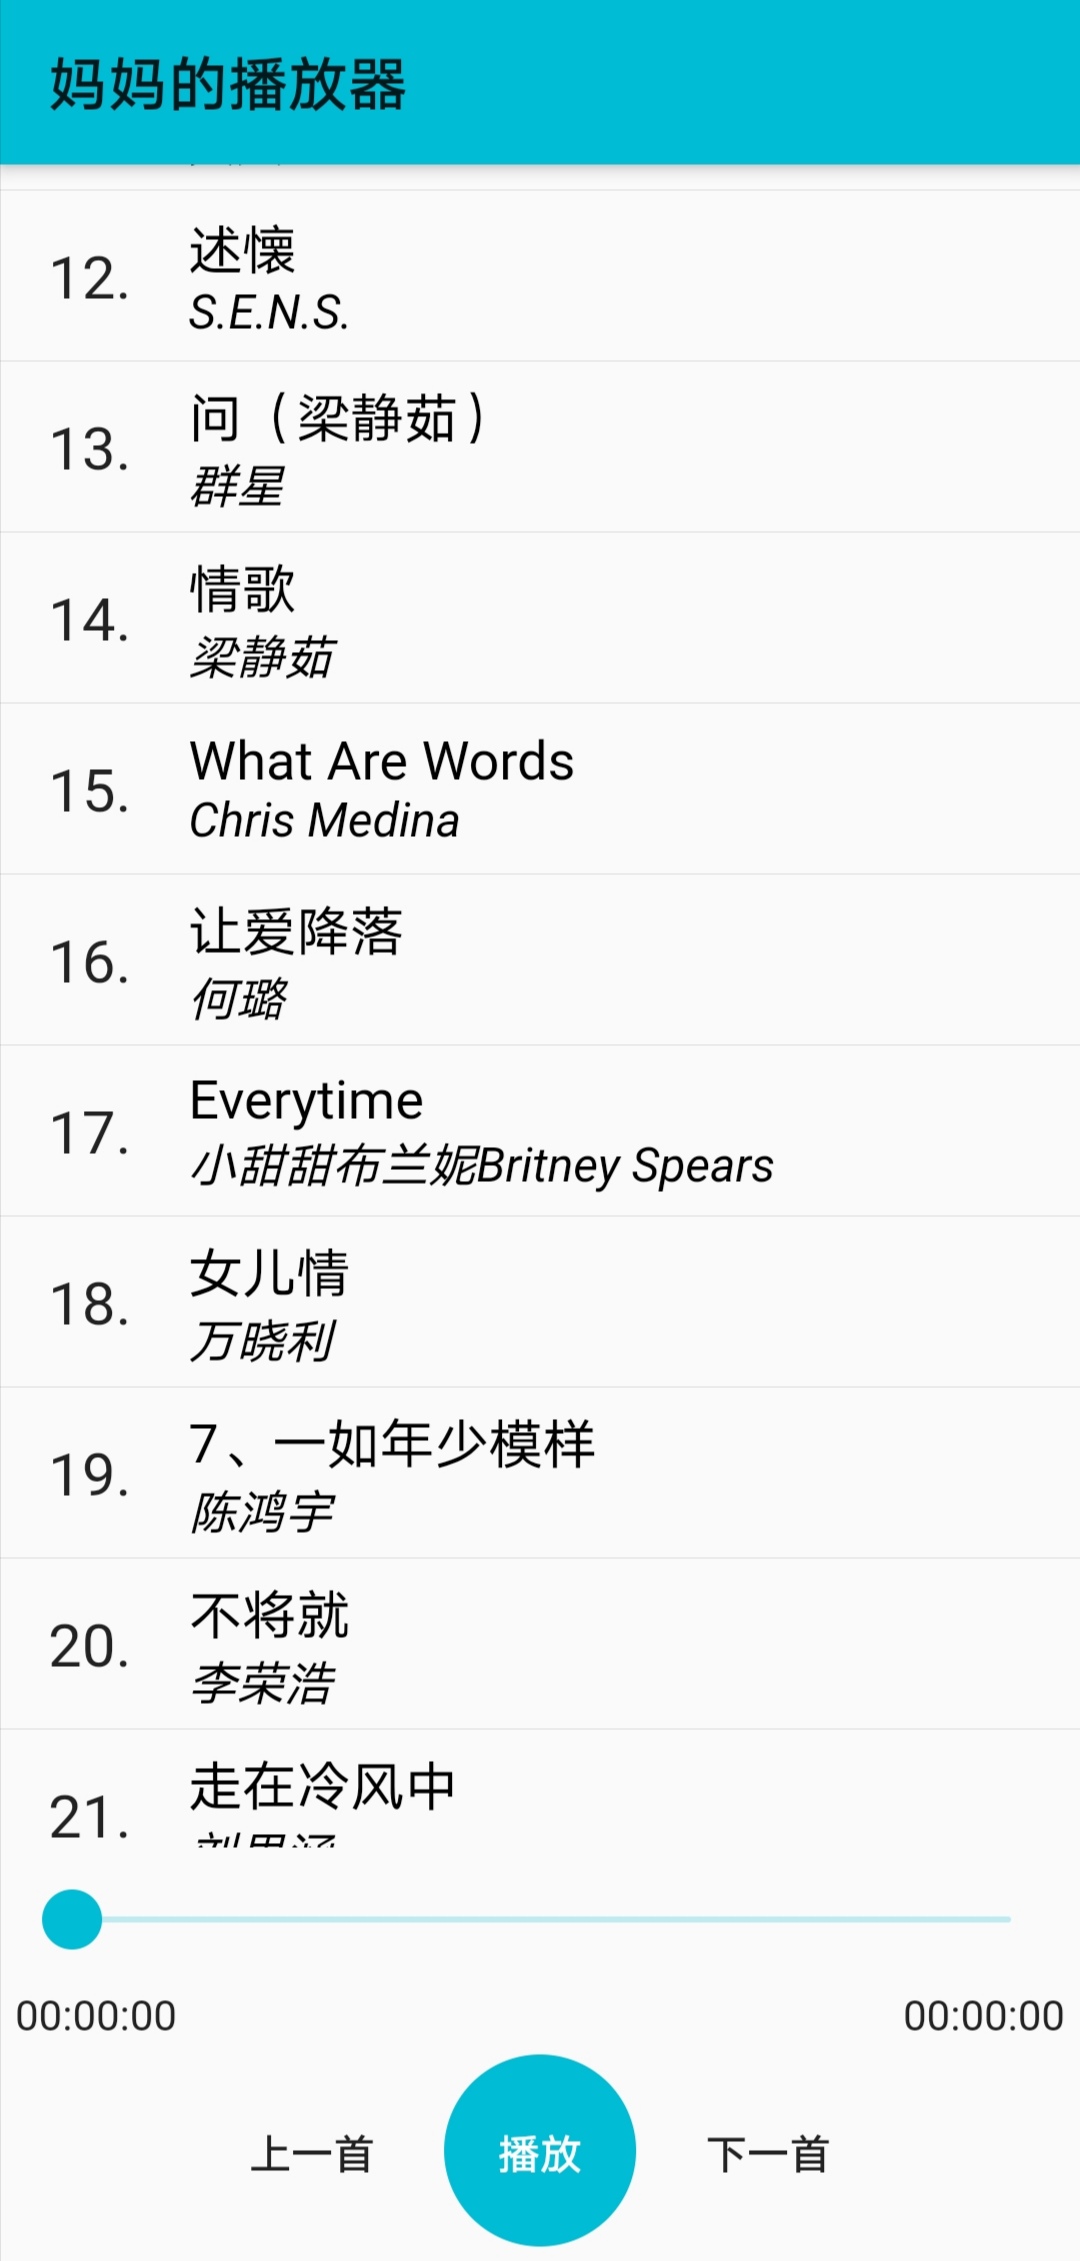 妈妈的播放器
12.
述懐
S.E.N.S.
13.
问（梁静茹）
群星
14.
情歌
梁静茹
15.
What Are Words
Chris Medina
16.
让爱降落
何璐
17.
Everytime
小甜甜布兰妮Britney Spears
18.
女儿情
万晓利
19.
7、一如年少模样
陈鸿宇
20.
不将就
李荣浩
21.
走在冷风中
00:00:00
00:00:00
上一首
播放
下一首